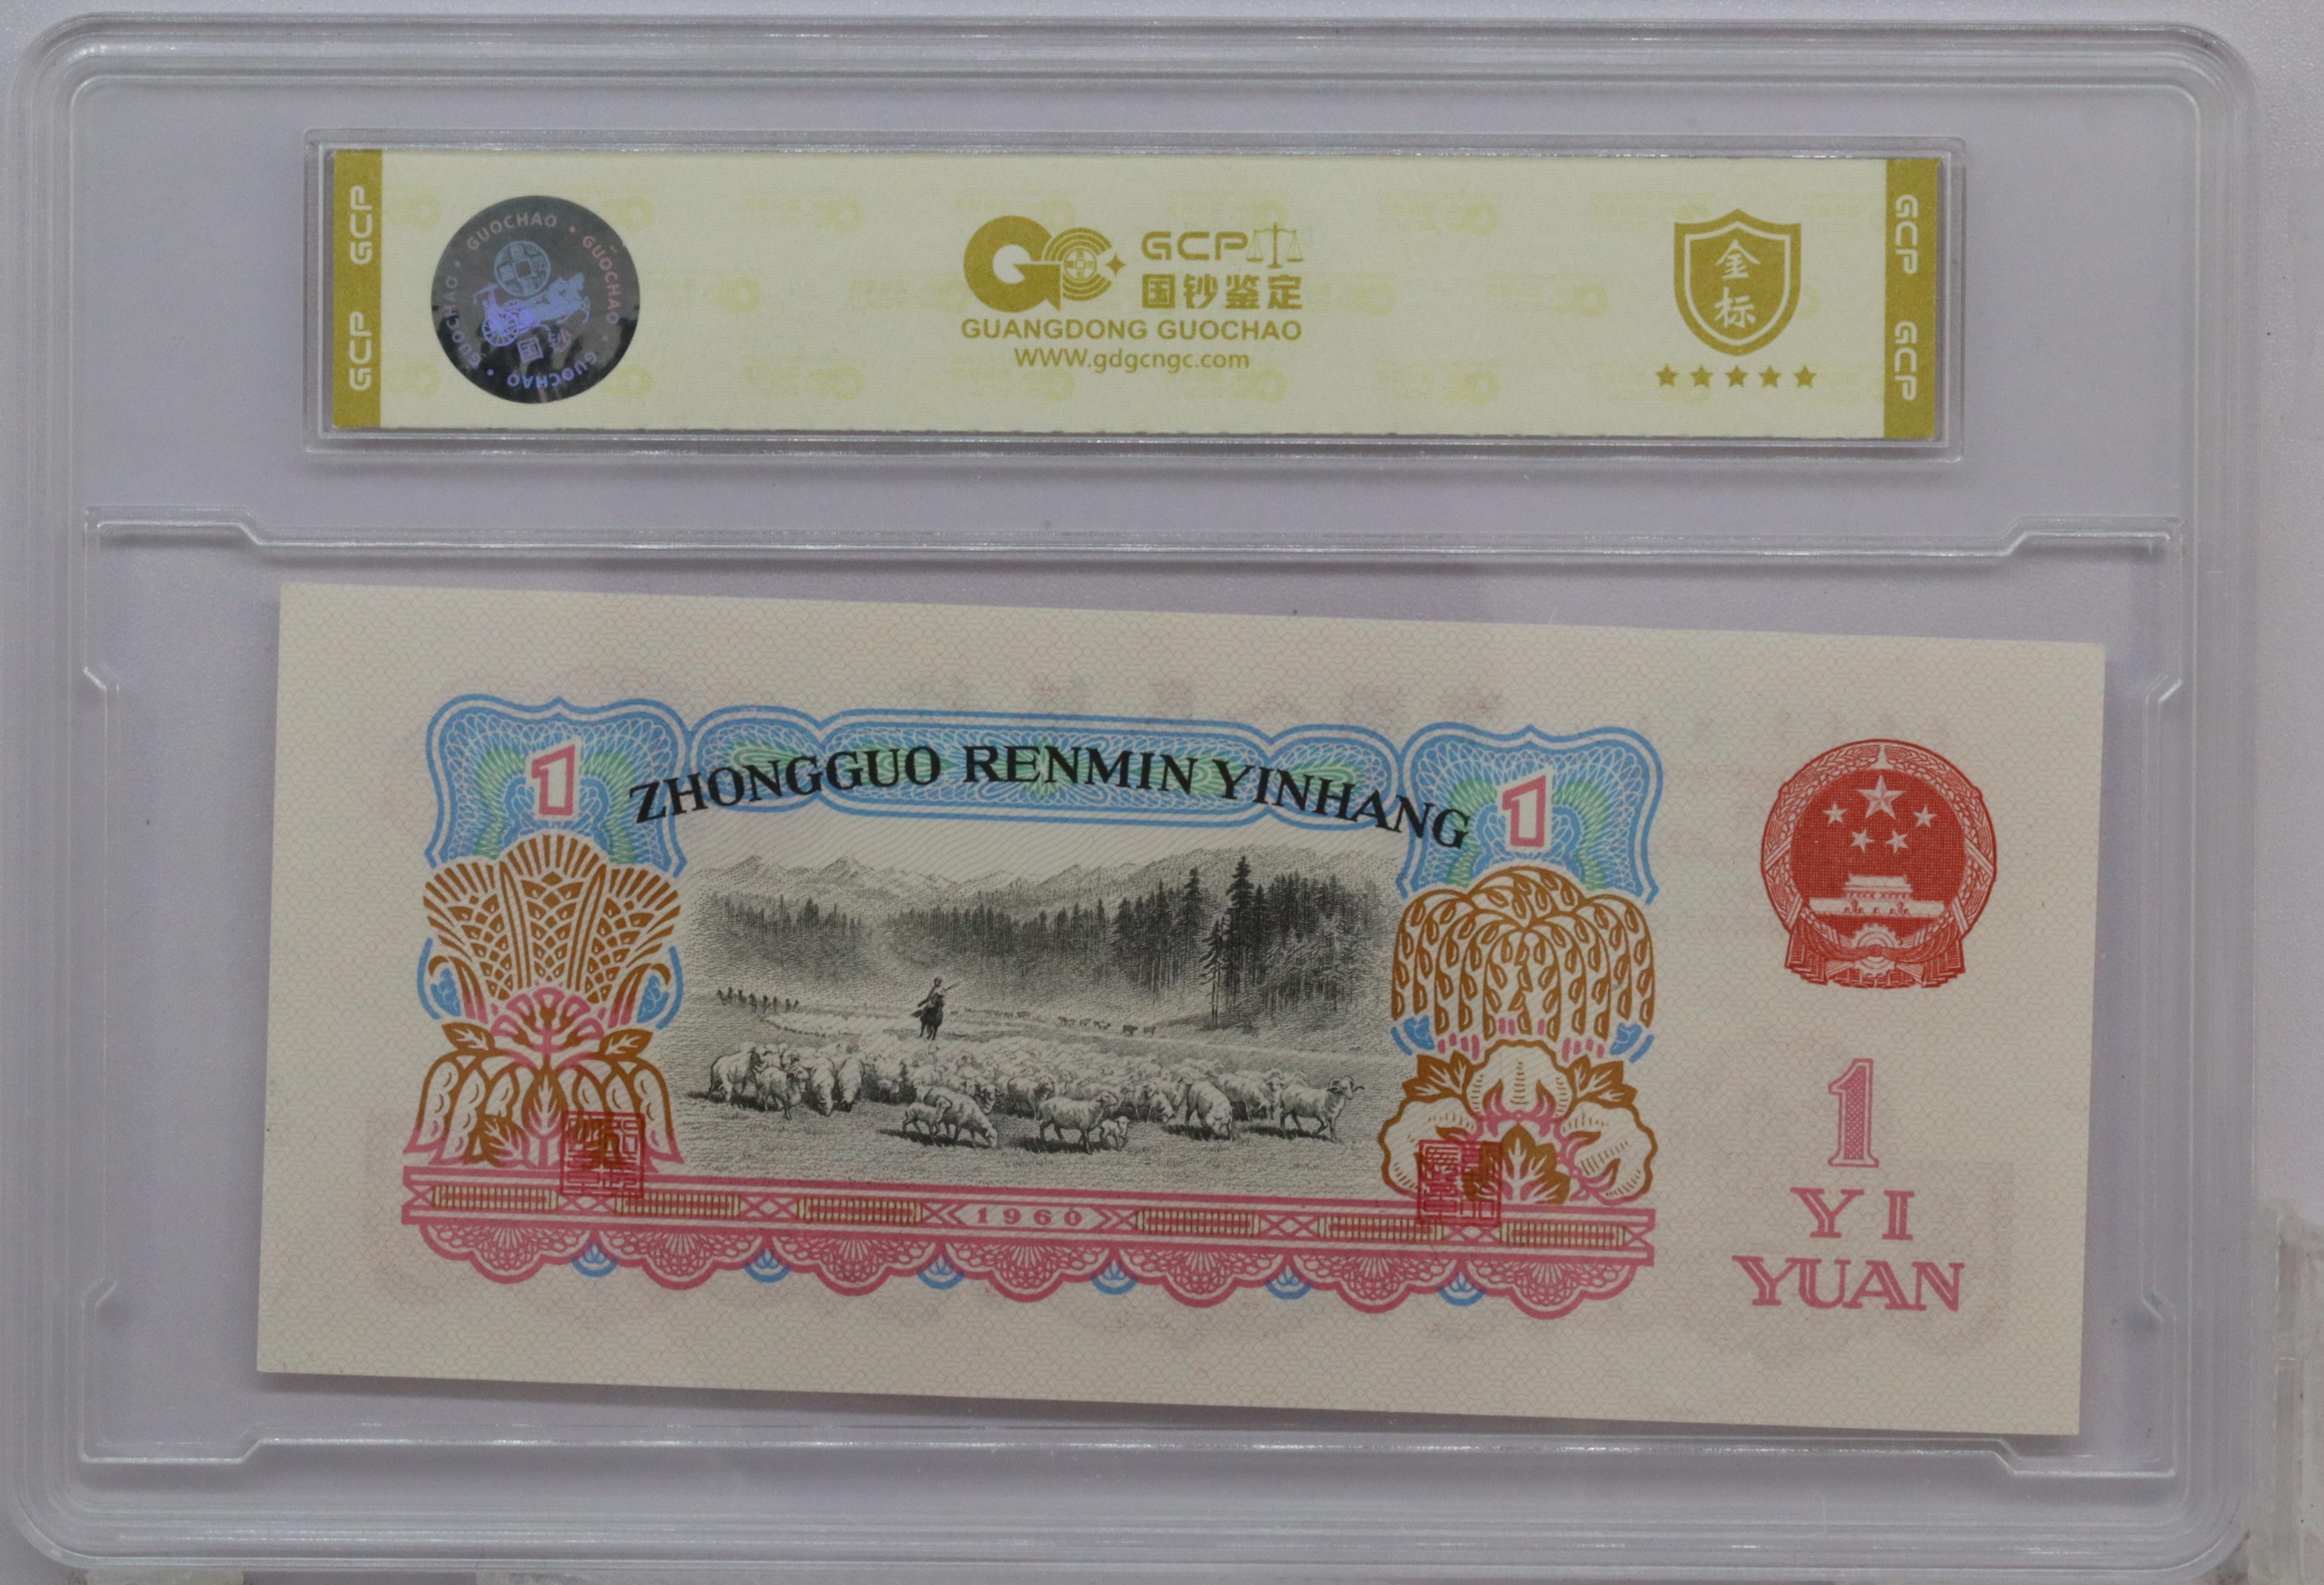 GCP GCP
GUOCHAO • GUOCHAO • GUOCHAO • GUOCHAO •
国
GCP
国钞鉴定
GUANGDONG GUOCHAO
WWW.gdgcngc.com
金
标
GCP GCP
1
ZHONGGUO RENMIN YINHANG
1
1960
1
YI
YUAN